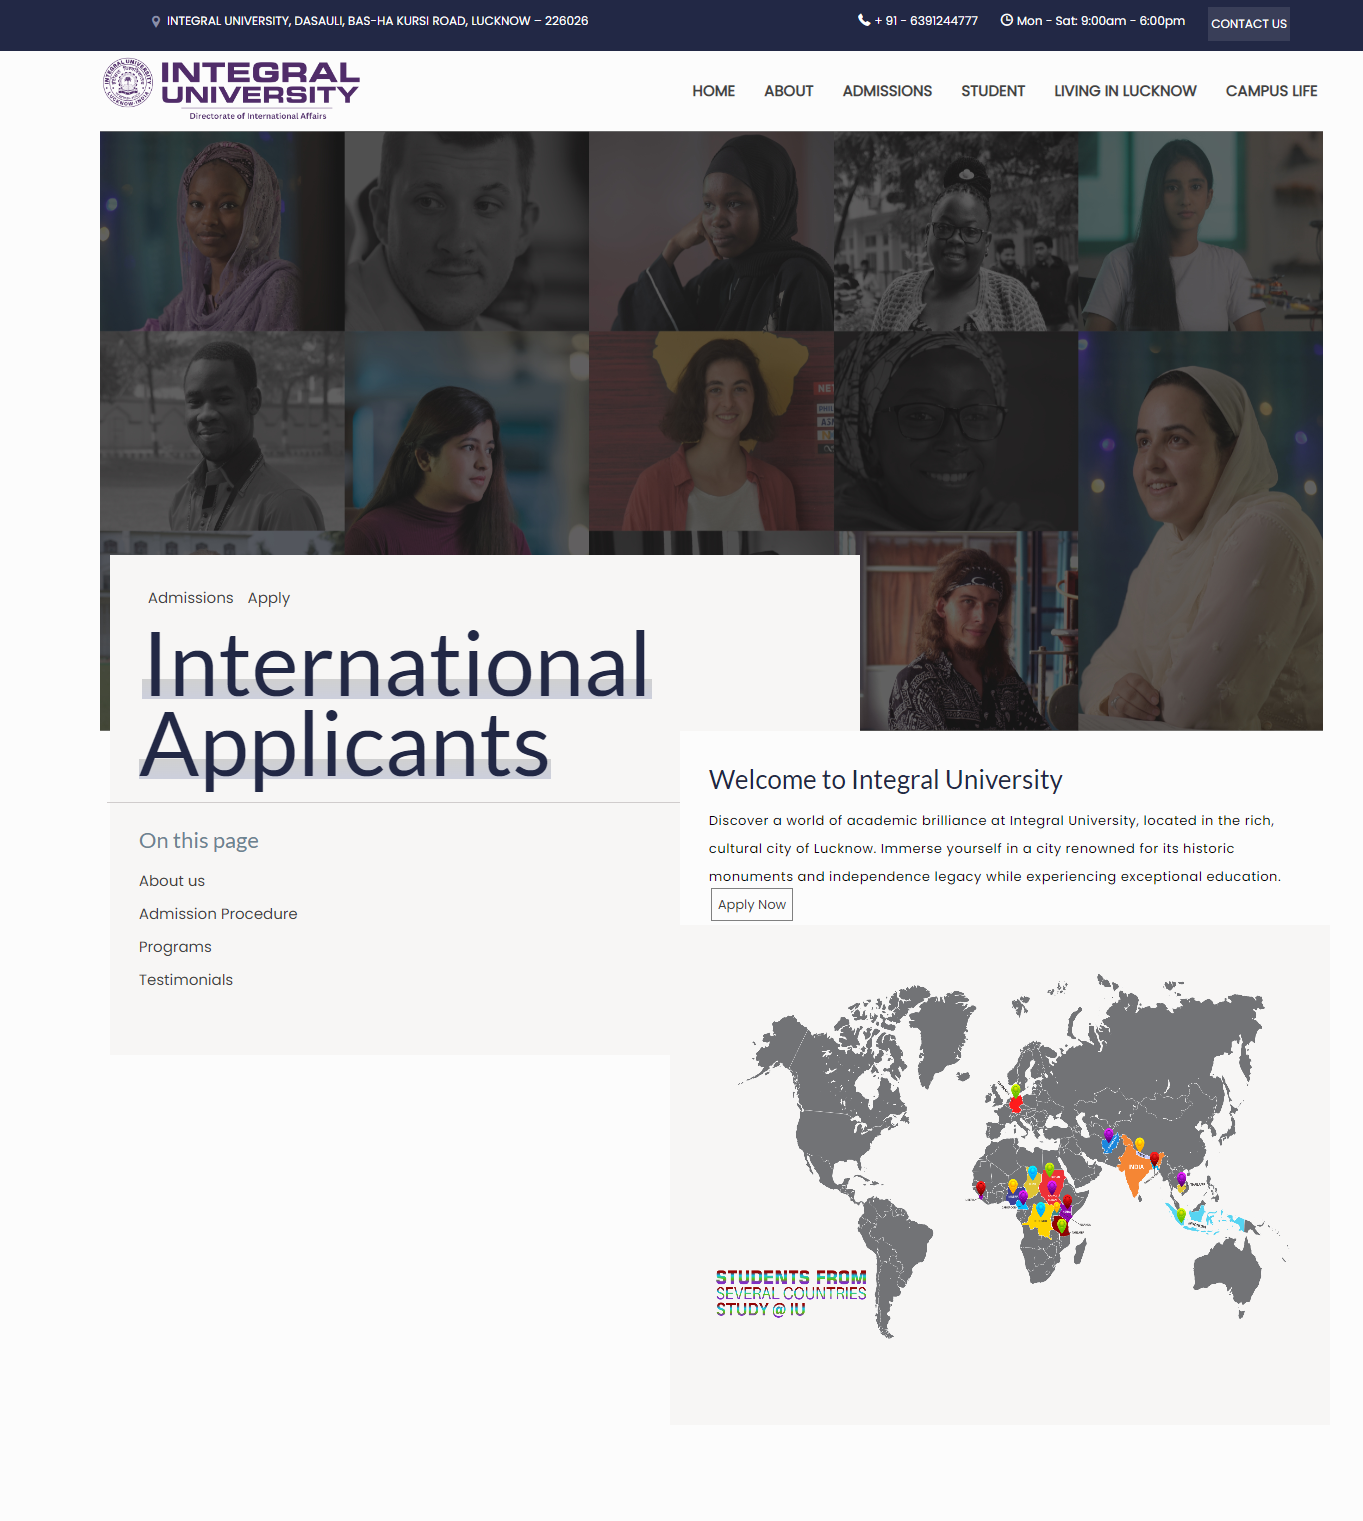 INTEGRAL UNIVERSITY, DASAULI, BAS-HA KURSI ROAD, LUCKNOW – 226026
+ 91 - 6391244777
Mon - Sat: 9:00am - 6:00pm
CONTACT US
INTEGRAL
UNIVERSITY
Directorate of International Affairs
HOME ABOUT ADMISSIONS STUDENT LIVING IN LUCKNOW CAMPUS LIFE
Admissions Apply
International
Applicants
On this page
About us
Admission Procedure
Programs
Testimonials
Welcome to Integral University
Discover a world of academic brilliance at Integral University, located in the rich,
cultural city of Lucknow. Immerse yourself in a city renowned for its historic
monuments and independence legacy while experiencing exceptional education.
Apply Now
INDIA
STUDENTS FROM
SEVERAL COUNTRIES
STUDY @ IU